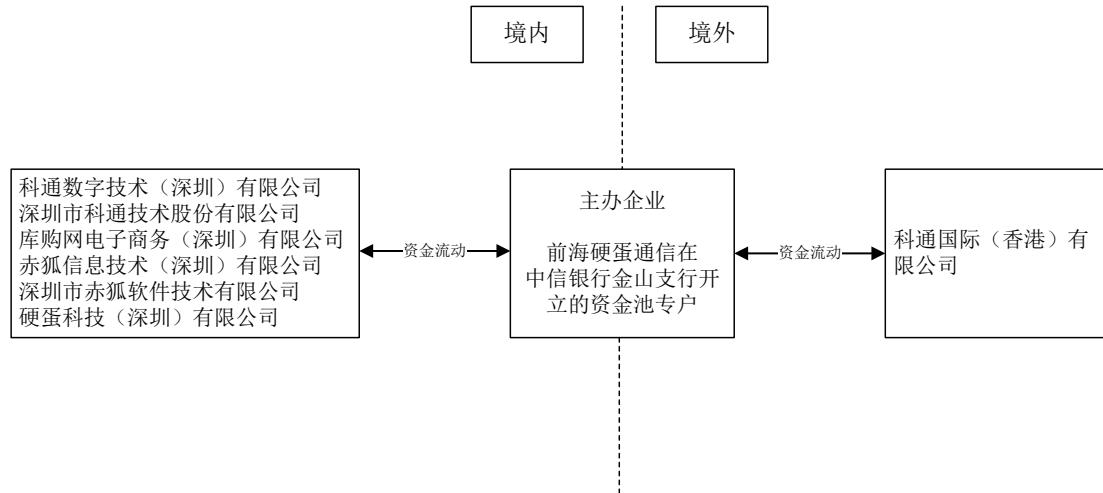 境内
境外
科通数字技术（深圳）有限公司
深圳市科通技术股份有限公司
库购网电子商务（深圳）有限公司
赤狐信息技术（深圳）有限公司
深圳市赤狐软件技术有限公司
硬蛋科技（深圳）有限公司
资金流动
主办企业
前海硬蛋通信在
中信银行金山支行开
立的资金池专户
资金流动
科通国际（香港）有
限公司